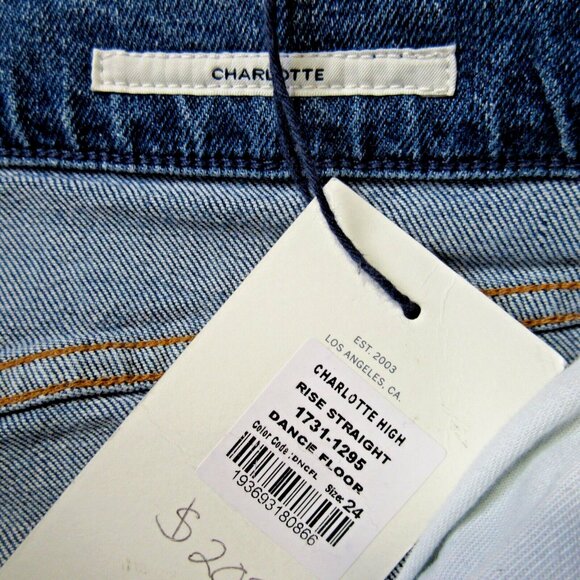 CHARLOTTE
EST. 2003
LOS ANGELES, CA.
CHARLOTTE HIGH
RISE STRAIGHT
1731-1295
DANCE FLOOR
Color Code : DNCFL Size: 24
193693180866